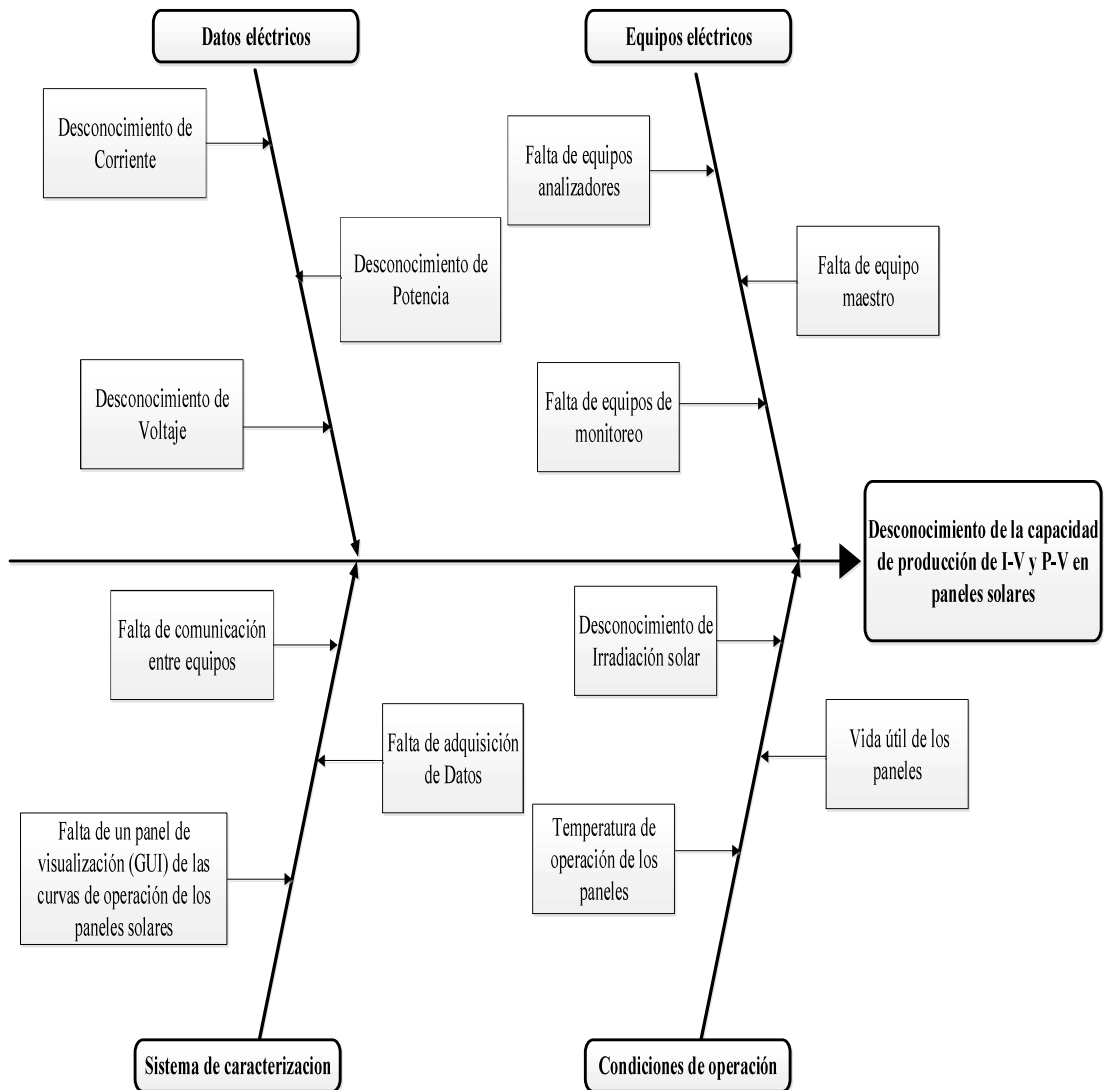 Datos eléctricos
Equipos eléctricos
Desconocimiento de
Corriente
Falta de equipos
analizadores
Desconocimiento de
Potencia
Falta de equipo
maestro
Desconocimiento de
Voltaje
Falta de equipos de
monitoreo
Desconocimiento de la capacidad
de producción de I-V y P-V en
paneles solares
Falta de comunicación
entre equipos
Desconocimiento de
Irradiación solar
Falta de adquisición
de Datos
Vida útil de los
paneles
Falta de un panel de
visualización (GUI) de las
curvas de operación de los
paneles solares
Temperatura de
operación de los
paneles
Sistema de caracterizacion
Condiciones de operación